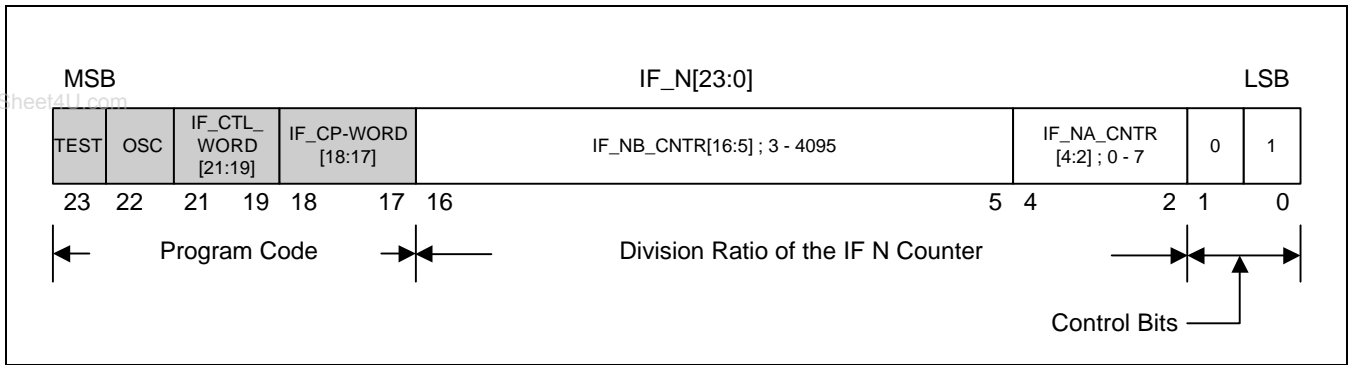 MSB IF_N[23:0] LSB
Sheet4U.com
TEST OSC IF_CTL_ WORD [21:19] IF_CP-WORD [18:17] IF_NB_CNTR[16:5] ; 3 - 4095 IF_NA_CNTR [4:2] ; 0 - 7 0 1
23 22 21 19 18 17 16 5 4 2 1 0
Program Code Division Ratio of the IF N Counter
Control Bits